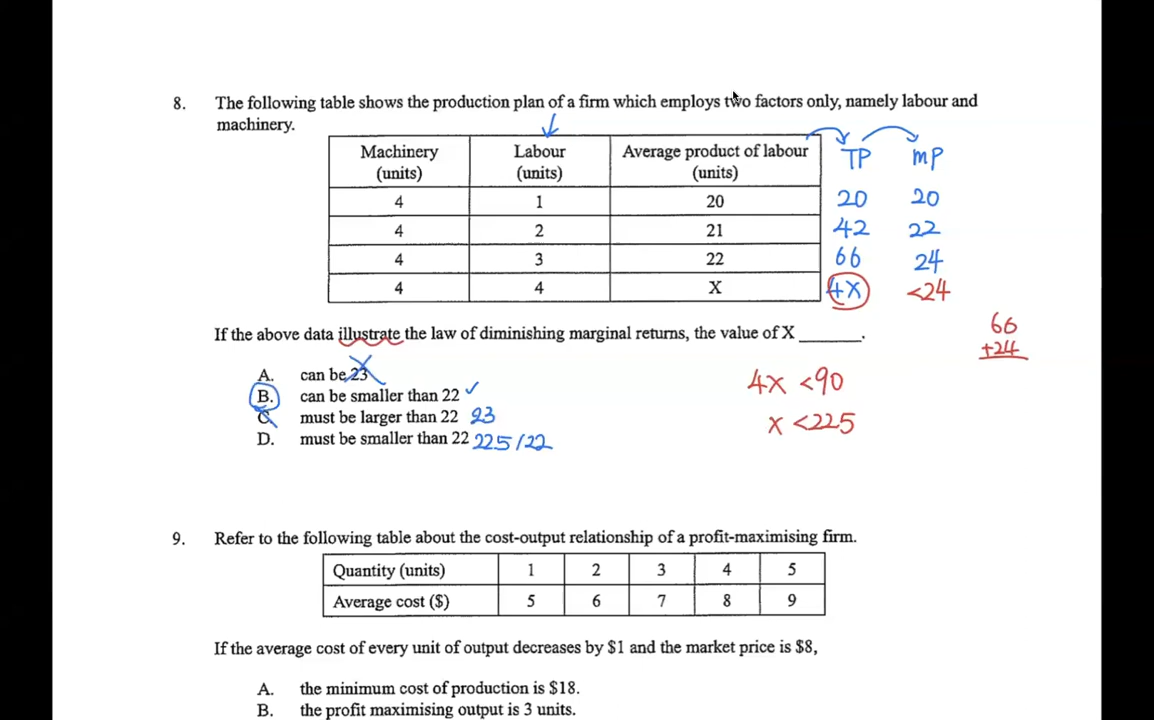 8. The following table shows the production plan of a firm which employs two factors only, namely labour and
machinery.
Machinery (units) Labour (units) Average product of labour (units) TP MP
4 1 20 20 20
4 2 21 42 22
4 3 22 66 24
4 4 X 4X <24
If the above data illustrate the law of diminishing marginal returns, the value of X ______.
66
+24
A. can be 23
B. can be smaller than 22 ✓
C. must be larger than 22 23
D. must be smaller than 22 22.5/22
4X <90
X <22.5
9. Refer to the following table about the cost-output relationship of a profit-maximising firm.
Quantity (units) 1 2 3 4 5
Average cost ($) 5 6 7 8 9
If the average cost of every unit of output decreases by $1 and the market price is $8,
A. the minimum cost of production is $18.
B. the profit maximising output is 3 units.